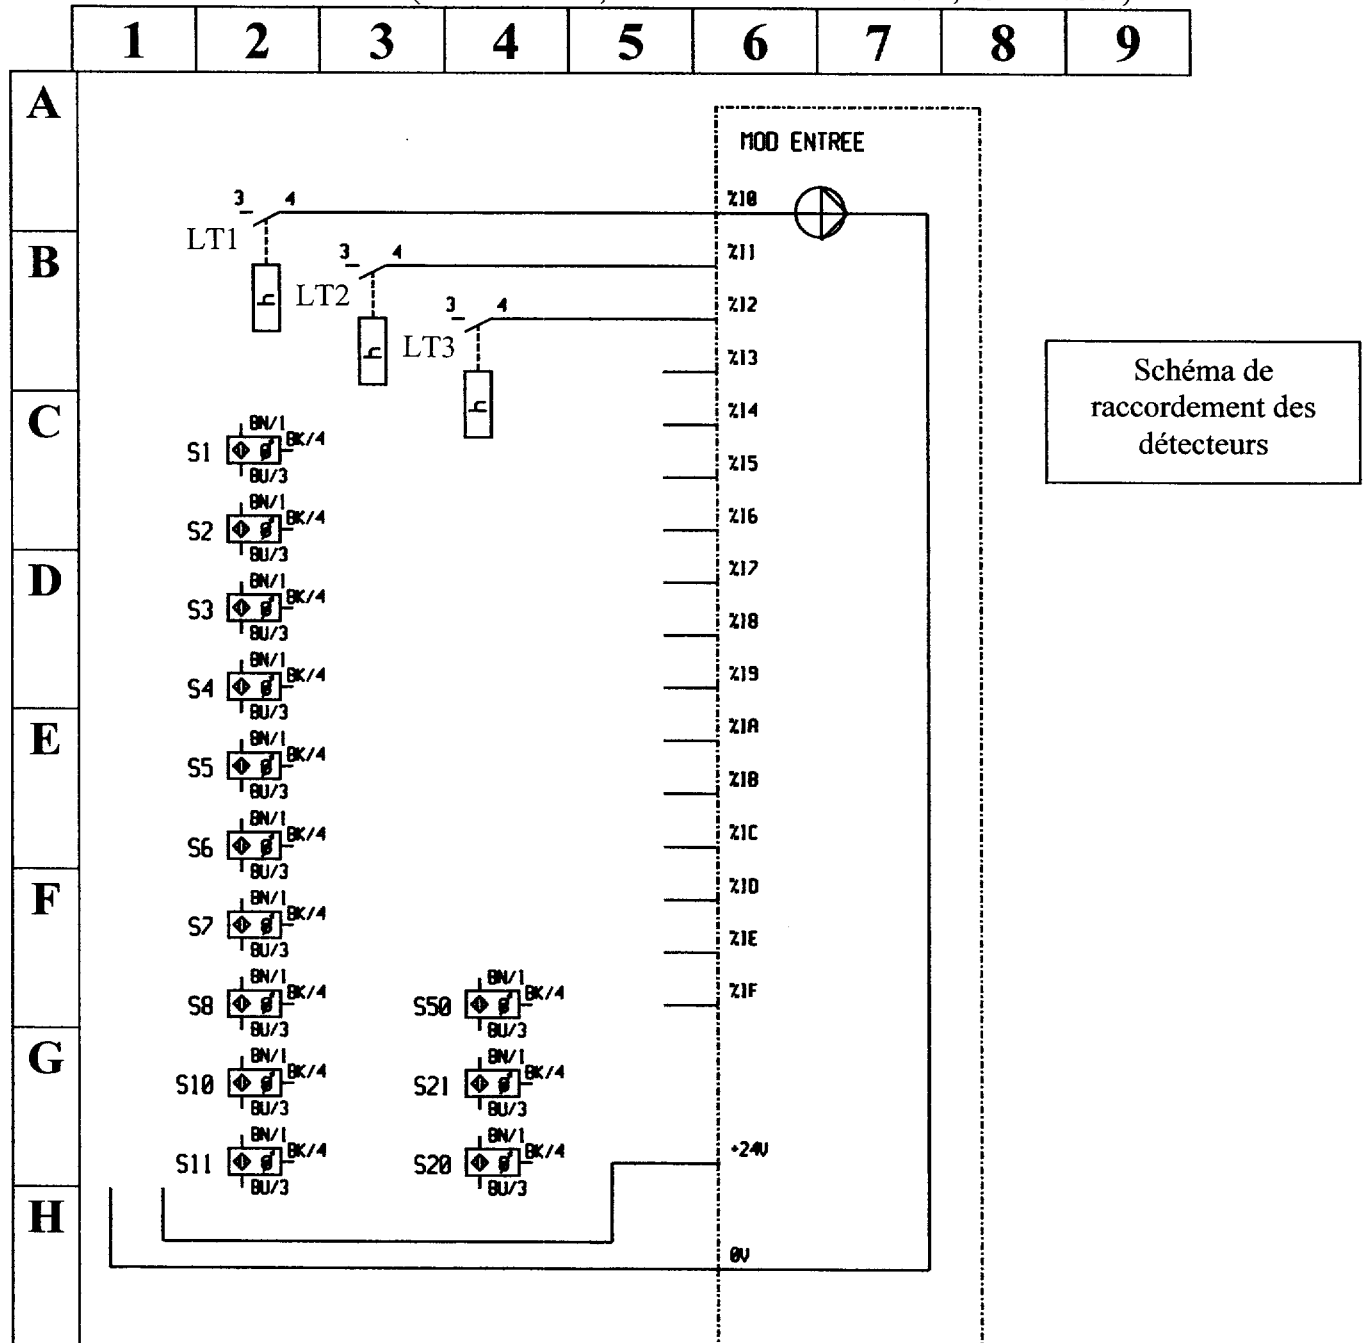 1 2 3 4 5 6 7 8 9
A
MOD ENTREE
3 4 %I0
LT1
B
3 4 %I1
h LT2
3 4 %I2
h LT3
%I3
h
Schéma de
raccordement des
détecteurs
C
%I4
BN/1
S1 BK/4
BU/3
%I5
BN/1
S2 BK/4
BU/3
%I6
D
%I7
BN/1
S3 BK/4
BU/3
%I8
BN/1
S4 BK/4
BU/3
%I9
E
%IA
BN/1
S5 BK/4
BU/3
%IB
BN/1
S6 BK/4
BU/3
%IC
F
%ID
BN/1
S7 BK/4
BU/3
%IE
BN/1 BN/1
S8 BK/4 S50 BK/4
BU/3 BU/3
%IF
G
BN/1 BN/1
S10 BK/4 S21 BK/4
BU/3 BU/3
BN/1 BN/1
S11 BK/4 S20 BK/4
BU/3 BU/3
+24V
H
0V